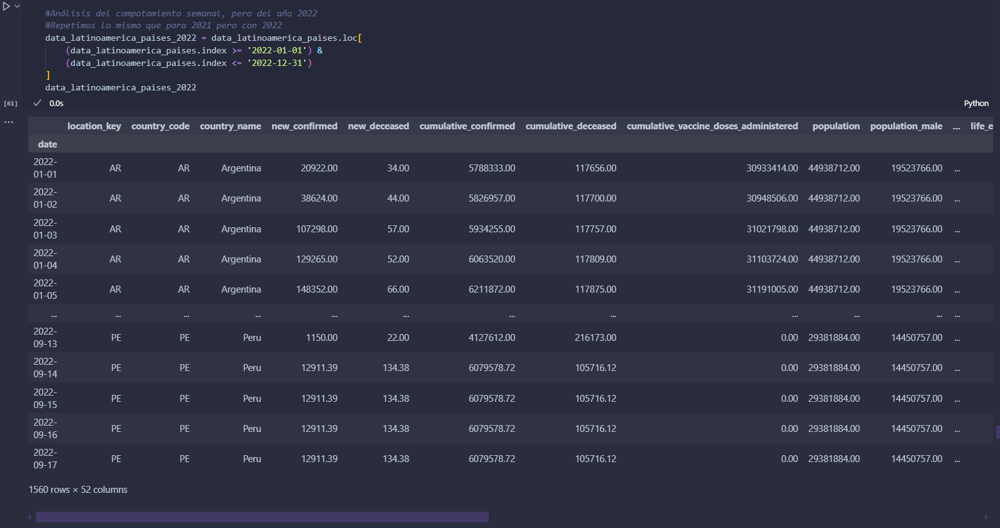 #Análisis del compotamiento semanal, pero del año 2022
#Repetimos lo mismo que para 2021 pero con 2022
data_latinoamerica_paises_2022 = data_latinoamerica_paises.loc[
(data_latinoamerica_paises.index >= '2022-01-01') &
(data_latinoamerica_paises.index <= '2022-12-31')
]
data_latinoamerica_paises_2022
[61] 0.0s Python
... location_key country_code country_name new_confirmed new_deceased cumulative_confirmed cumulative_deceased cumulative_vaccine_doses_administered population population_male ... life_e
date
2022-01-01 AR AR Argentina 20922.00 34.00 5788333.00 117656.00 30933414.00 44938712.00 19523766.00 ...
2022-01-02 AR AR Argentina 38624.00 44.00 5826957.00 117700.00 30948506.00 44938712.00 19523766.00 ...
2022-01-03 AR AR Argentina 107298.00 57.00 5934255.00 117757.00 31021798.00 44938712.00 19523766.00 ...
2022-01-04 AR AR Argentina 129265.00 52.00 6063520.00 117809.00 31103724.00 44938712.00 19523766.00 ...
2022-01-05 AR AR Argentina 148352.00 66.00 6211872.00 117875.00 31191005.00 44938712.00 19523766.00 ...
... ... ... ... ... ... ... ... ... ... ... ...
2022-09-13 PE PE Peru 1150.00 22.00 4127612.00 216173.00 0.00 29381884.00 14450757.00 ...
2022-09-14 PE PE Peru 12911.39 134.38 6079578.72 105716.12 0.00 29381884.00 14450757.00 ...
2022-09-15 PE PE Peru 12911.39 134.38 6079578.72 105716.12 0.00 29381884.00 14450757.00 ...
2022-09-16 PE PE Peru 12911.39 134.38 6079578.72 105716.12 0.00 29381884.00 14450757.00 ...
2022-09-17 PE PE Peru 12911.39 134.38 6079578.72 105716.12 0.00 29381884.00 14450757.00 ...
1560 rows × 52 columns